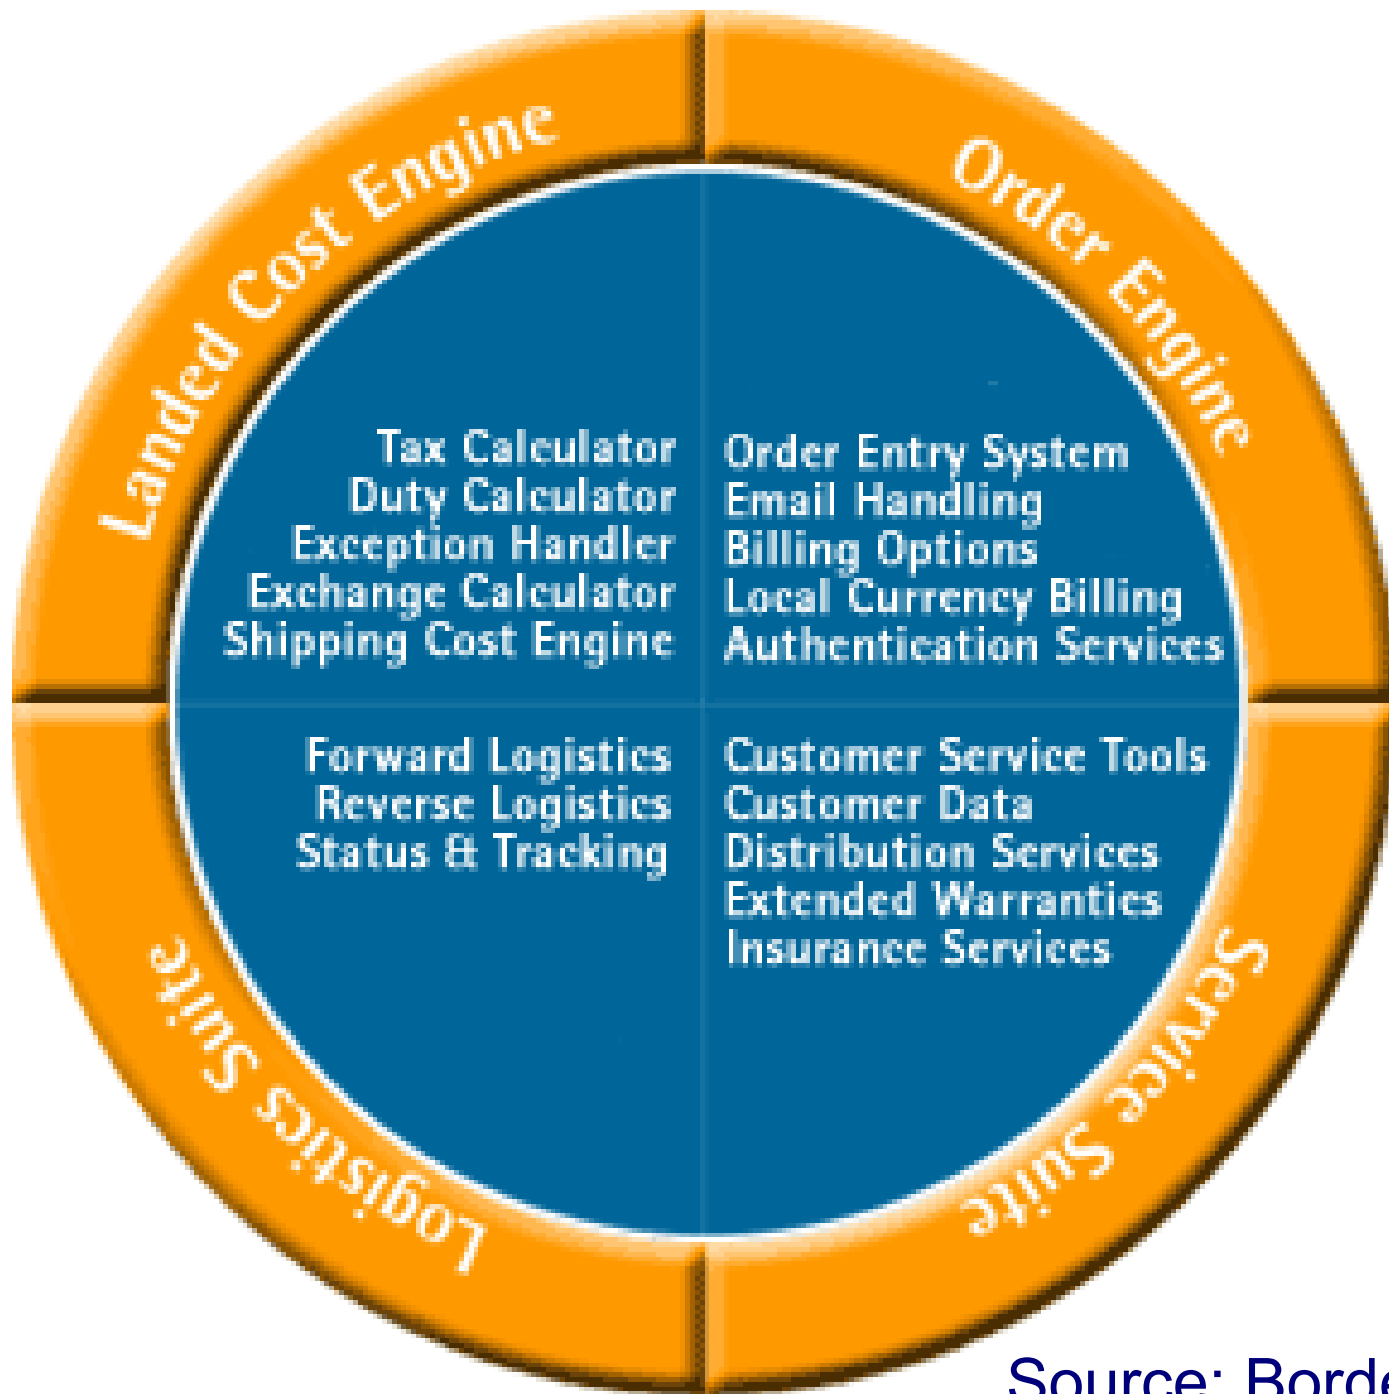 Landed Cost Engine
Tax Calculator
Duty Calculator
Exception Handler
Exchange Calculator
Shipping Cost Engine
Order Engine
Order Entry System
Email Handling
Billing Options
Local Currency Billing
Authentication Services
Logistics Suite
Forward Logistics
Reverse Logistics
Status & Tracking
Service Suite
Customer Service Tools
Customer Data
Distribution Services
Extended Warranties
Insurance Services
Source: